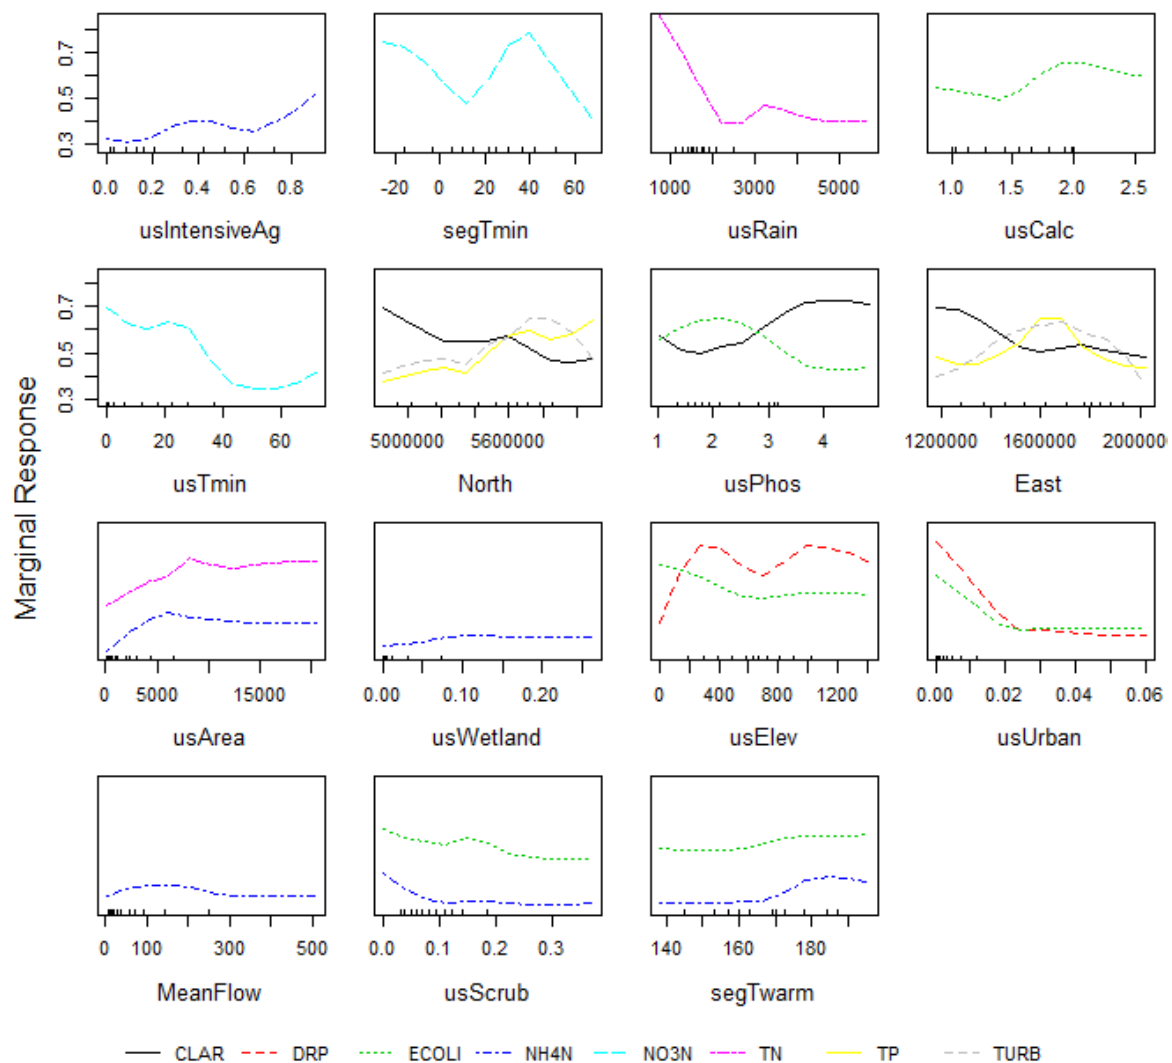 0.3 0.5 0.7
0.0 0.2 0.4 0.6 0.8
usIntensiveAg
-20 0 20 40 60
segTmin
1000 3000 5000
usRain
1.0 1.5 2.0 2.5
usCalc
0.3 0.5 0.7
0 20 40 60
usTmin
5000000 5600000
North
1 2 3 4
usPhos
1200000 1600000 200000
East
Marginal Response
0 5000 15000
usArea
0.00 0.10 0.20
usWetland
0 400 800 1200
usElev
0.00 0.02 0.04 0.06
usUrban
0 100 300 500
MeanFlow
0.0 0.1 0.2 0.3
usScrub
140 160 180
segTwarm
CLAR DRP ECOLI NH4N NO3N TN TP TURB